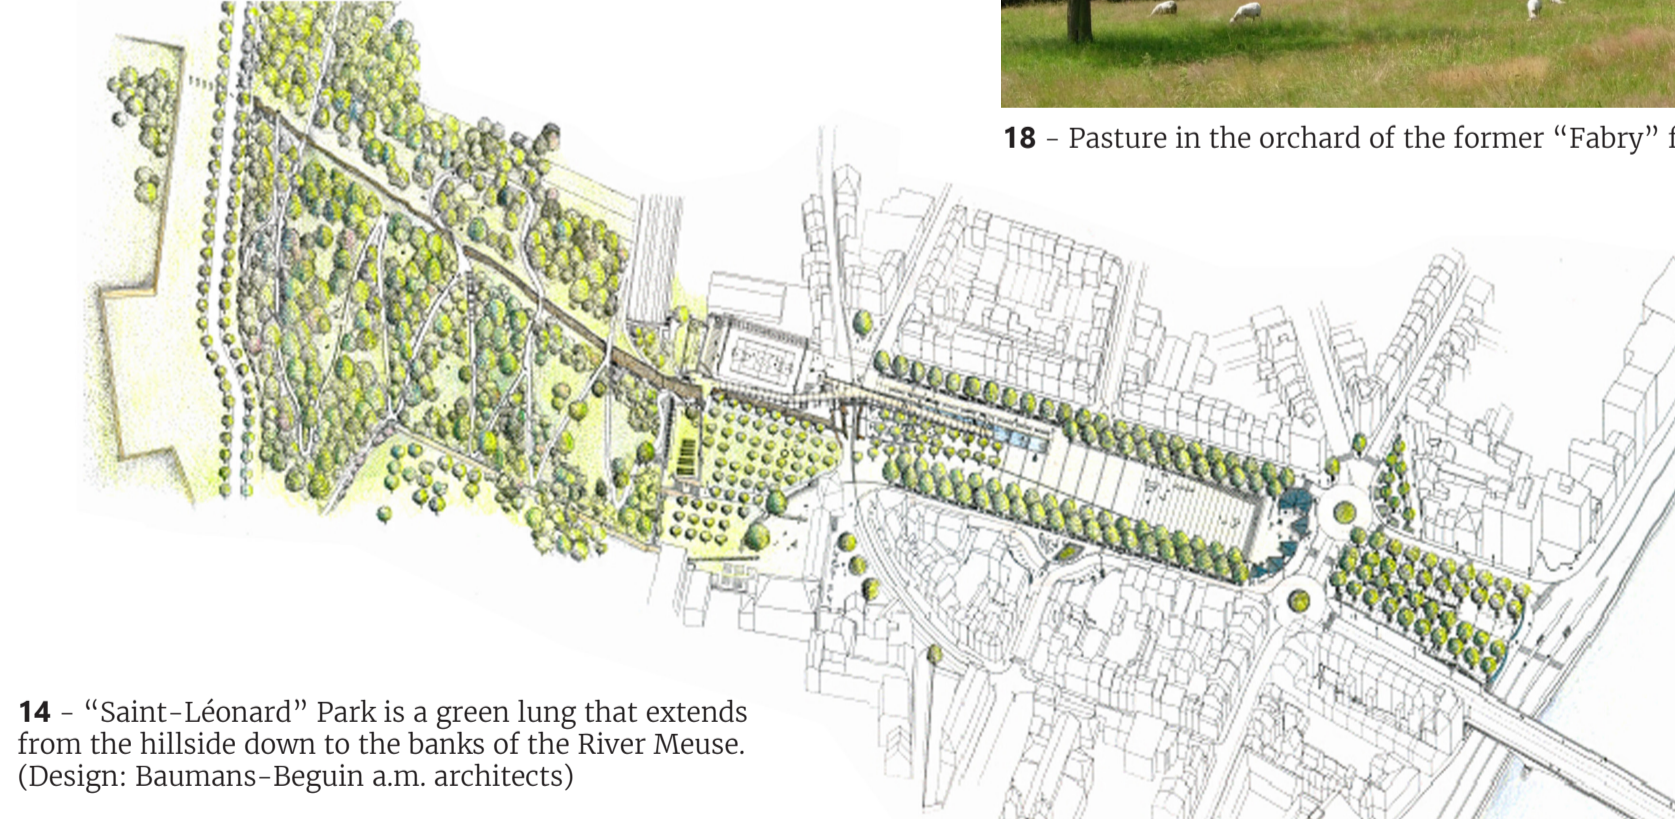 18 – Pasture in the orchard of the former “Fabry” f
14 – “Saint-Léonard” Park is a green lung that extends
from the hillside down to the banks of the River Meuse.
(Design: Baumans-Beguin a.m. architects)